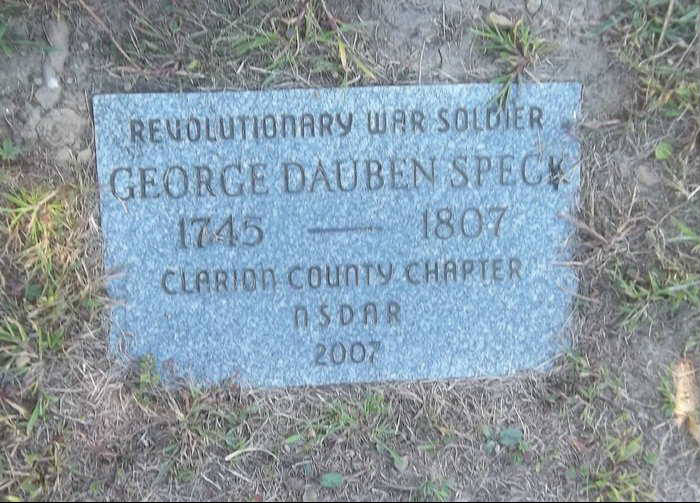 REVOLUTIONARY WAR SOLDIER
GEORGE DAUBEN SPECK
1745 — 1807
CLARION COUNTY CHAPTER
NSDAR
2007